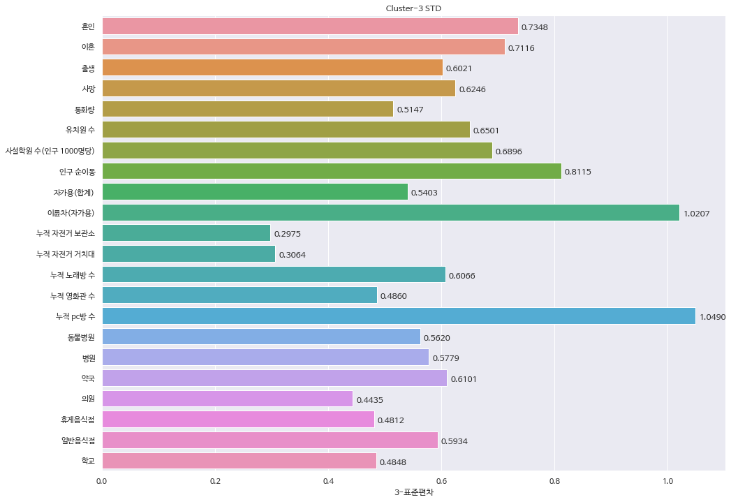 Cluster-3 STD
혼인 0.7348
이혼 0.7116
출생 0.6021
사망 0.6246
통화량 0.5147
유치원 수 0.6501
사설학원 수(인구 1000명당) 0.6896
인구 순이동 0.8115
자가용(합계) 0.5403
이륜차(자가용) 1.0207
누적 자전거 보관소 0.2975
누적 자전거 거치대 0.3064
누적 노래방 수 0.6066
누적 영화관 수 0.4860
누적 pc방 수 1.0490
동물병원 0.5620
병원 0.5779
약국 0.6101
의원 0.4435
휴게음식점 0.4812
일반음식점 0.5934
학교 0.4848
0.0 0.2 0.4 0.6 0.8 1.0
3-표준편차